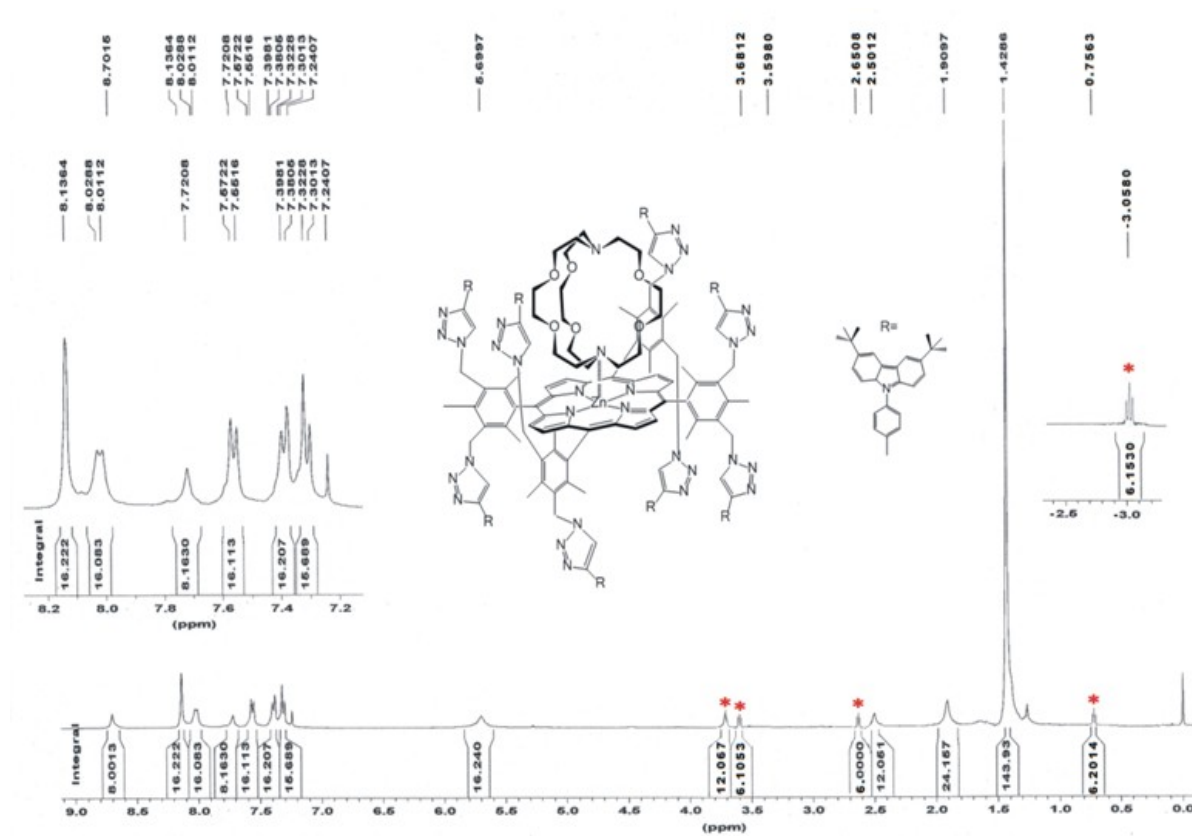 8.7015
8.1364
8.0288
8.0112
7.7208
7.5722
7.5516
7.3981
7.3805
7.3228
7.3013
7.2407
5.6997
3.6812
3.5980
2.6508
2.5012
1.9097
1.4286
0.7563
8.1364
8.0288
8.0112
7.7208
7.5722
7.5516
7.3981
7.3805
7.3228
7.3013
7.2407
-3.0580
R N N N
N
O O O
O O O
N
R N N N
R N N N
R N N N
Zn
N N N N
N N N R
N N N R
N N N R
N N N R
R=
N
*
6.1530
-2.5 -3.0
Integral
16.222 16.083 8.1630 16.113 16.207 15.689
8.2 8.0 7.8 7.6 7.4 7.2
(ppm)
* * * *
Integral
8.0013 16.222 16.083 8.1630 16.113 16.207 15.689 16.240 12.067 6.1053 6.0000 12.051 24.157 143.93 6.2014
9.0 8.5 8.0 7.5 7.0 6.5 6.0 5.5 5.0 4.5 4.0 3.5 3.0 2.5 2.0 1.5 1.0 0.5 0.0
(ppm)